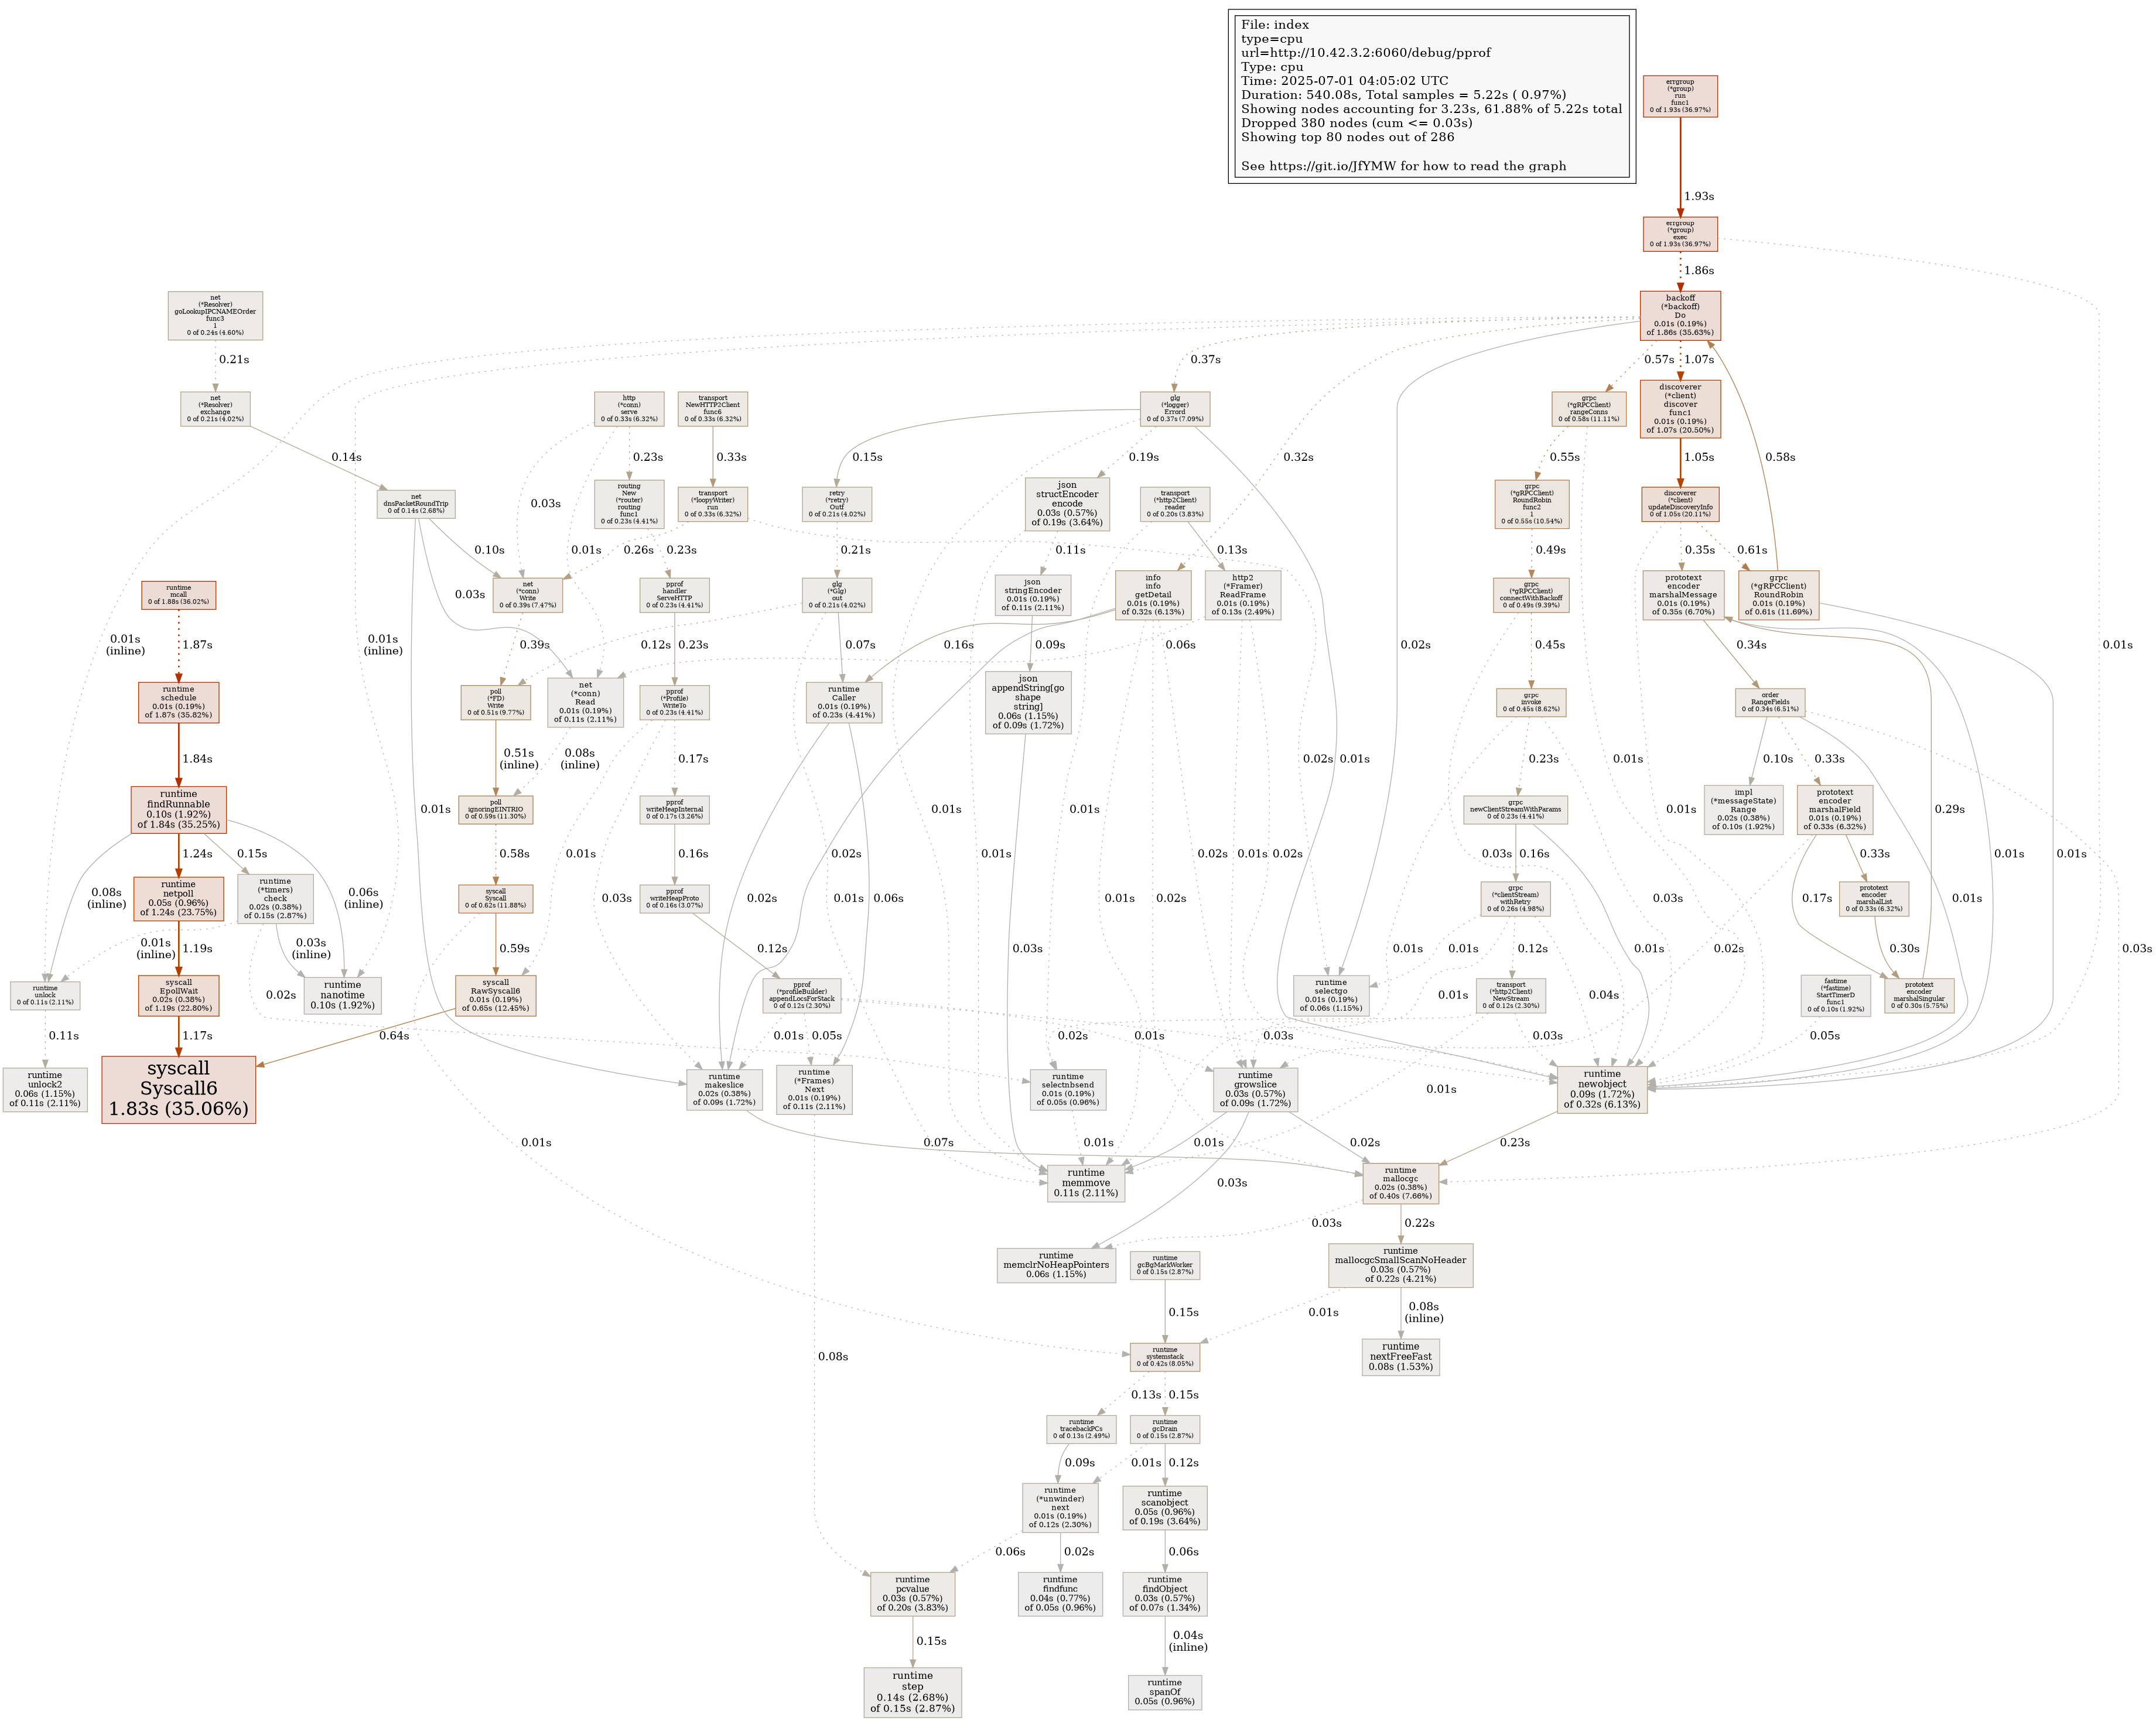 File: index
type=cpu
url=http://10.42.3.2:6060/debug/pprof
Type: cpu
Time: 2025-07-01 04:05:02 UTC
Duration: 540.08s, Total samples = 5.22s ( 0.97%)
Showing nodes accounting for 3.23s, 61.88% of 5.22s total
Dropped 380 nodes (cum <= 0.03s)
Showing top 80 nodes out of 286
See https://git.io/JfYMW for how to read the graph
errgroup
(*group)
run
func1
0 of 1.93s (36.97%)
1.93s
errgroup
(*group)
exec
0 of 1.93s (36.97%)
1.86s
net
(*Resolver)
goLookupIPCNAMEOrder
func3
1
0 of 0.24s (4.60%)
backoff
(*backoff)
Do
0.01s (0.19%)
of 1.86s (35.63%)
0.21s
0.37s
0.57s
1.07s
net
(*Resolver)
exchange
0 of 0.21s (4.02%)
http
(*conn)
serve
0 of 0.33s (6.32%)
transport
NewHTTP2Client
func6
0 of 0.33s (6.32%)
glg
(*logger)
Errord
0 of 0.37s (7.09%)
grpc
(*gRPCClient)
rangeConns
0 of 0.58s (11.11%)
discoverer
(*client)
discover
func1
0.01s (0.19%)
of 1.07s (20.50%)
0.14s
0.23s
0.33s
0.15s
0.19s
0.32s
0.55s
1.05s
0.58s
net
dnsPacketRoundTrip
0 of 0.14s (2.68%)
0.03s
routing
New
(*router)
routing
func1
0 of 0.23s (4.41%)
transport
(*loopyWriter)
run
0 of 0.33s (6.32%)
retry
(*retry)
Outf
0 of 0.21s (4.02%)
json
structEncoder
encode
0.03s (0.57%)
of 0.19s (3.64%)
transport
(*http2Client)
reader
0 of 0.20s (3.83%)
grpc
(*gRPCClient)
RoundRobin
func2
1
0 of 0.55s (10.54%)
discoverer
(*client)
updateDiscoveryInfo
0 of 1.05s (20.11%)
0.10s
0.01s
0.26s
0.23s
0.21s
0.11s
0.13s
0.02s
0.49s
0.35s
0.61s
0.01s
runtime
mcall
0 of 1.88s (36.02%)
0.03s
net
(*conn)
Write
0 of 0.39s (7.47%)
pprof
handler
ServeHTTP
0 of 0.23s (4.41%)
glg
(*Glg)
out
0 of 0.21s (4.02%)
json
stringEncoder
0.01s (0.19%)
of 0.11s (2.11%)
info
info
getDetail
0.01s (0.19%)
of 0.32s (6.13%)
http2
(*Framer)
ReadFrame
0.01s (0.19%)
of 0.13s (2.49%)
grpc
(*gRPCClient)
connectWithBackoff
0 of 0.49s (9.39%)
prototext
encoder
marshalMessage
0.01s (0.19%)
of 0.35s (6.70%)
grpc
(*gRPCClient)
RoundRobin
0.01s (0.19%)
of 0.61s (11.69%)
0.01s
(inline)
1.87s
0.01s
(inline)
0.39s
0.12s
0.23s
0.07s
0.16s
0.09s
0.06s
0.45s
0.34s
runtime
schedule
0.01s (0.19%)
of 1.87s (35.82%)
poll
(*FD)
Write
0 of 0.51s (9.77%)
net
(*conn)
Read
0.01s (0.19%)
of 0.11s (2.11%)
pprof
(*Profile)
WriteTo
0 of 0.23s (4.41%)
runtime
Caller
0.01s (0.19%)
of 0.23s (4.41%)
json
appendString[go
shape
string]
0.06s (1.15%)
of 0.09s (1.72%)
grpc
invoke
0 of 0.45s (8.62%)
order
RangeFields
0 of 0.34s (6.51%)
1.84s
0.51s
(inline)
0.08s
(inline)
0.17s
0.02s
0.01s
0.23s
0.01s
0.01s
0.10s
0.33s
runtime
findRunnable
0.10s (1.92%)
of 1.84s (35.25%)
0.01s
poll
ignoringEINTRIO
0 of 0.59s (11.30%)
pprof
writeHeapInternal
0 of 0.17s (3.26%)
0.01s
0.01s
grpc
newClientStreamWithParams
0 of 0.23s (4.41%)
impl
(*messageState)
Range
0.02s (0.38%)
of 0.10s (1.92%)
prototext
encoder
marshalField
0.01s (0.19%)
of 0.33s (6.32%)
0.29s
1.24s
0.15s
0.58s
0.01s
0.16s
0.02s
0.01s
0.02s
0.01s
0.02s
0.03s
0.16s
0.33s
0.01s
0.01s
0.08s
(inline)
runtime
netpoll
0.05s (0.96%)
of 1.24s (23.75%)
runtime
(*timers)
check
0.02s (0.38%)
of 0.15s (2.87%)
0.06s
(inline)
syscall
Syscall
0 of 0.62s (11.88%)
0.03s
pprof
writeHeapProto
0 of 0.16s (3.07%)
0.02s
0.01s
0.06s
0.01s
0.02s
grpc
(*clientStream)
withRetry
0 of 0.26s (4.98%)
0.03s
0.17s
prototext
encoder
marshalList
0 of 0.33s (6.32%)
0.01s
(inline)
1.19s
0.03s
(inline)
0.59s
0.12s
0.03s
0.01s
0.01s
0.12s
0.01s
0.02s
0.30s
0.03s
runtime
unlock
0 of 0.11s (2.11%)
syscall
EpollWait
0.02s (0.38%)
of 1.19s (22.80%)
0.02s
runtime
nanotime
0.10s (1.92%)
syscall
RawSyscall6
0.01s (0.19%)
of 0.65s (12.45%)
pprof
(*profileBuilder)
appendLocsForStack
0 of 0.12s (2.30%)
runtime
selectgo
0.01s (0.19%)
of 0.06s (1.15%)
0.01s
transport
(*http2Client)
NewStream
0 of 0.12s (2.30%)
0.04s
fastime
(*fastime)
StartTimerD
func1
0 of 0.10s (1.92%)
prototext
encoder
marshalSingular
0 of 0.30s (5.75%)
0.11s
1.17s
0.64s
0.01s
0.05s
0.02s
0.01s
0.03s
0.03s
0.05s
runtime
unlock2
0.06s (1.15%)
of 0.11s (2.11%)
syscall
Syscall6
1.83s (35.06%)
runtime
makeslice
0.02s (0.38%)
of 0.09s (1.72%)
runtime
(*Frames)
Next
0.01s (0.19%)
of 0.11s (2.11%)
runtime
selectnbsend
0.01s (0.19%)
of 0.05s (0.96%)
runtime
growslice
0.03s (0.57%)
of 0.09s (1.72%)
0.01s
runtime
newobject
0.09s (1.72%)
of 0.32s (6.13%)
0.01s
0.07s
0.01s
0.01s
0.02s
0.23s
runtime
memmove
0.11s (2.11%)
0.03s
runtime
mallocgc
0.02s (0.38%)
of 0.40s (7.66%)
0.03s
0.22s
runtime
memclrNoHeapPointers
0.06s (1.15%)
runtime
gcBgMarkWorker
0 of 0.15s (2.87%)
runtime
mallocgcSmallScanNoHeader
0.03s (0.57%)
of 0.22s (4.21%)
0.15s
0.01s
0.08s
(inline)
0.08s
runtime
systemstack
0 of 0.42s (8.05%)
runtime
nextFreeFast
0.08s (1.53%)
0.13s
0.15s
runtime
tracebackPCs
0 of 0.13s (2.49%)
runtime
gcDrain
0 of 0.15s (2.87%)
0.09s
0.01s
0.12s
runtime
(*unwinder)
next
0.01s (0.19%)
of 0.12s (2.30%)
runtime
scanobject
0.05s (0.96%)
of 0.19s (3.64%)
0.06s
0.02s
0.06s
runtime
pcvalue
0.03s (0.57%)
of 0.20s (3.83%)
runtime
findfunc
0.04s (0.77%)
of 0.05s (0.96%)
runtime
findObject
0.03s (0.57%)
of 0.07s (1.34%)
0.15s
0.04s
(inline)
runtime
step
0.14s (2.68%)
of 0.15s (2.87%)
runtime
spanOf
0.05s (0.96%)